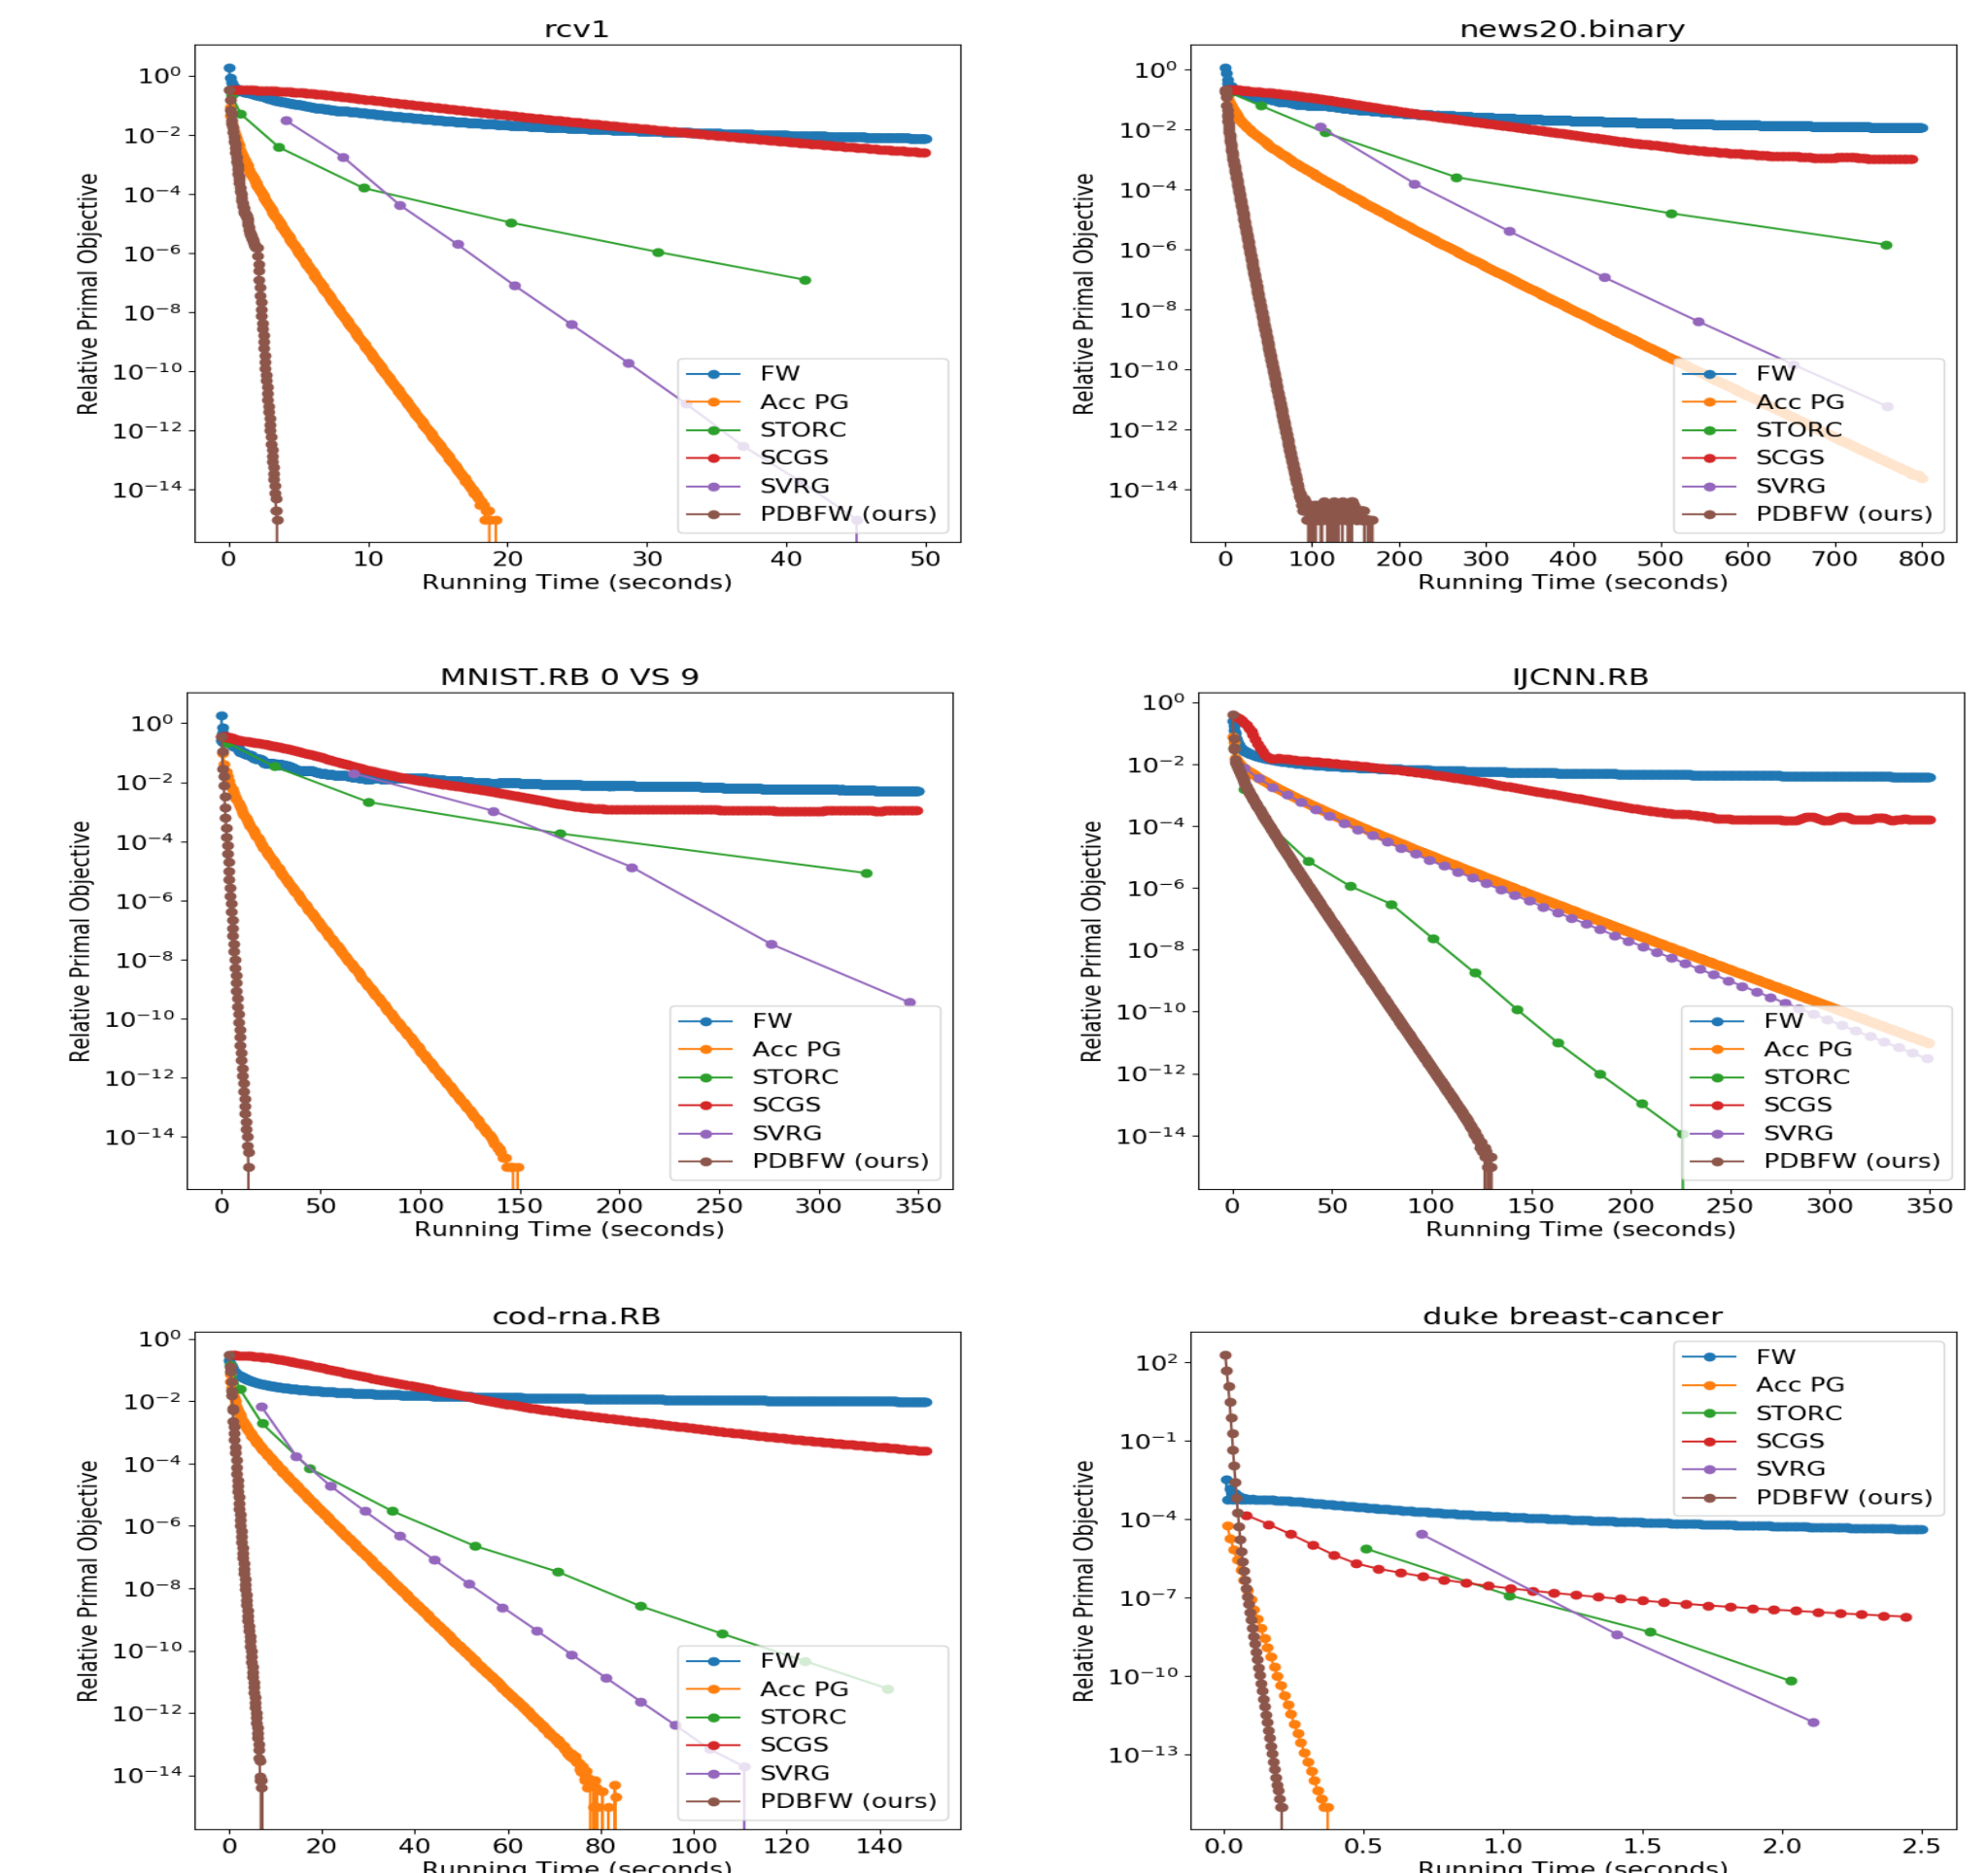 rcv1
10⁰
10⁻²
10⁻⁴
10⁻⁶
10⁻⁸
10⁻¹⁰
10⁻¹²
10⁻¹⁴
Relative Primal Objective
FW
Acc PG
STORC
SCGS
SVRG
PDBFW (ours)
0 10 20 30 40 50
Running Time (seconds)
news20.binary
10⁰
10⁻²
10⁻⁴
10⁻⁶
10⁻⁸
10⁻¹⁰
10⁻¹²
10⁻¹⁴
Relative Primal Objective
FW
Acc PG
STORC
SCGS
SVRG
PDBFW (ours)
0 100 200 300 400 500 600 700 800
Running Time (seconds)
MNIST.RB 0 VS 9
10⁰
10⁻²
10⁻⁴
10⁻⁶
10⁻⁸
10⁻¹⁰
10⁻¹²
10⁻¹⁴
Relative Primal Objective
FW
Acc PG
STORC
SCGS
SVRG
PDBFW (ours)
0 50 100 150 200 250 300 350
Running Time (seconds)
IJCNN.RB
10⁰
10⁻²
10⁻⁴
10⁻⁶
10⁻⁸
10⁻¹⁰
10⁻¹²
10⁻¹⁴
Relative Primal Objective
FW
Acc PG
STORC
SCGS
SVRG
PDBFW (ours)
0 50 100 150 200 250 300 350
Running Time (seconds)
cod-rna.RB
10⁰
10⁻²
10⁻⁴
10⁻⁶
10⁻⁸
10⁻¹⁰
10⁻¹²
10⁻¹⁴
Relative Primal Objective
FW
Acc PG
STORC
SCGS
SVRG
PDBFW (ours)
0 20 40 60 80 100 120 140
Running Time (seconds)
duke breast-cancer
10²
10⁻¹
10⁻⁴
10⁻⁷
10⁻¹⁰
10⁻¹³
Relative Primal Objective
FW
Acc PG
STORC
SCGS
SVRG
PDBFW (ours)
0.0 0.5 1.0 1.5 2.0 2.5
Running Time (seconds)